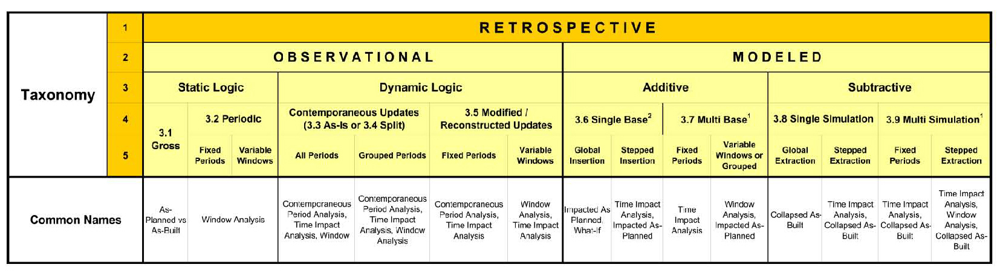 Taxonomy
1
RETROSPECTIVE
2
OBSERVATIONAL
MODELED
3
Static Logic
Dynamic Logic
Additive
Subtractive
4
3.1
Gross
3.2 Periodic
Contemporaneous Updates
(3.3 As-Is or 3.4 Split)
3.5 Modified /
Reconstructed Updates
3.6 Single Base2
3.7 Multi Base1
3.8 Single Simulation
3.9 Multi Simulation1
5
Fixed
Periods
Variable
Windows
All Periods
Grouped Periods
Fixed Periods
Variable
Windows
Global
Insertion
Stepped
Insertion
Fixed
Periods
Variable
Windows or
Grouped
Global
Extraction
Stepped
Extraction
Fixed
Periods
Stepped
Extraction
Common Names
As-
Planned vs
As-Built
Window Analysis
Contemporaneous
Period Analysis,
Time Impact
Analysis, Window
Contemporaneous
Period Analysis,
Time Impact
Analysis, Window
Analysis
Contemporaneous
Period Analysis,
Time Impact
Analysis
Window
Analysis,
Time Impact
Analysis
Impacted As
Planned,
What-If
Time Impact
Analysis,
Impacted As-
Planned
Time
Impact
Analysis
Window
Analysis,
Impacted As-
Planned
Collapsed As-
Built
Time Impact
Analysis,
Collapsed As-
Built
Time Impact
Analysis,
Collapsed As-
Built
Time Impact
Analysis,
Window
Analysis,
Collapsed As-
Built